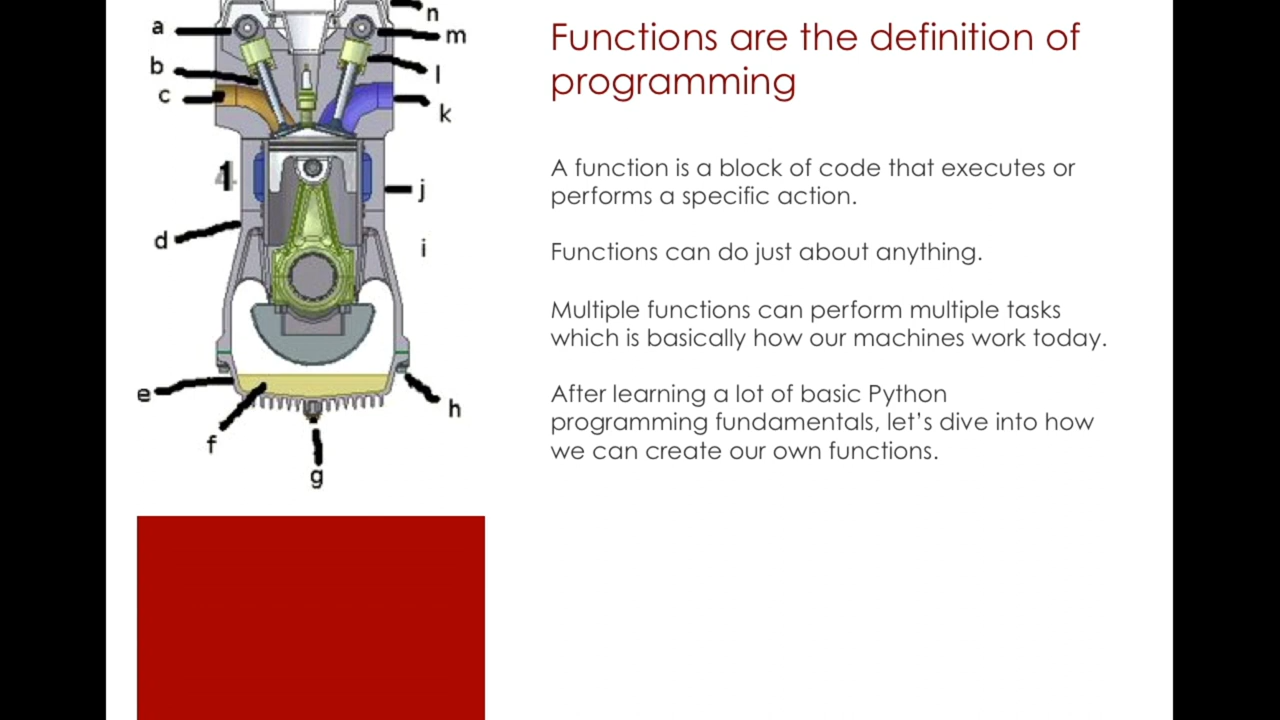 n
a
m
b
l
c
k
1
j
d
i
e
h
f
g
Functions are the definition of
programming
A function is a block of code that executes or
performs a specific action.
Functions can do just about anything.
Multiple functions can perform multiple tasks
which is basically how our machines work today.
After learning a lot of basic Python
programming fundamentals, let’s dive into how
we can create our own functions.